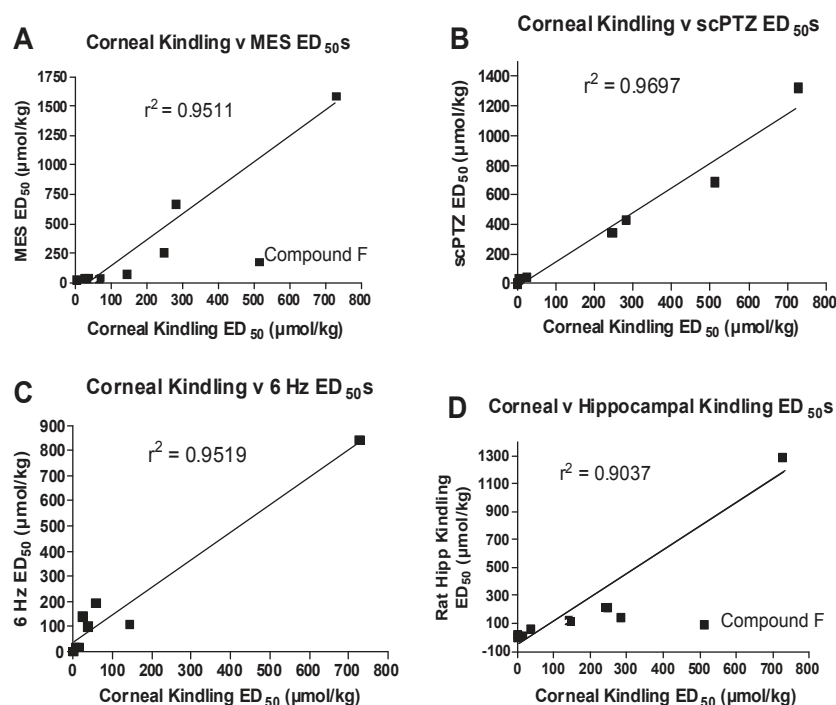 A
Corneal Kindling v MES ED50s
r2 = 0.9511
1750
1500
1250
1000
750
500
250
0
MES ED50 (µmol/kg)
Compound F
0 100 200 300 400 500 600 700 800
Corneal Kindling ED50 (µmol/kg)
B
Corneal Kindling v scPTZ ED50s
r2 = 0.9697
1400
1200
1000
800
600
400
200
0
scPTZ ED50 (µmol/kg)
0 100 200 300 400 500 600 700 800
Corneal Kindling ED50 (µmol/kg)
C
Corneal Kindling v 6 Hz ED50s
r2 = 0.9519
900
800
700
600
500
400
300
200
100
0
6 Hz ED50 (µmol/kg)
0 100 200 300 400 500 600 700 800
Corneal Kindling ED50 (µmol/kg)
D
Corneal v Hippocampal Kindling ED50s
r2 = 0.9037
1300
1100
900
700
500
300
100
-100
Rat Hipp Kindling
ED50 (µmol/kg)
Compound F
0 100 200 300 400 500 600 700 800
Corneal Kindling ED50 (µmol/kg)